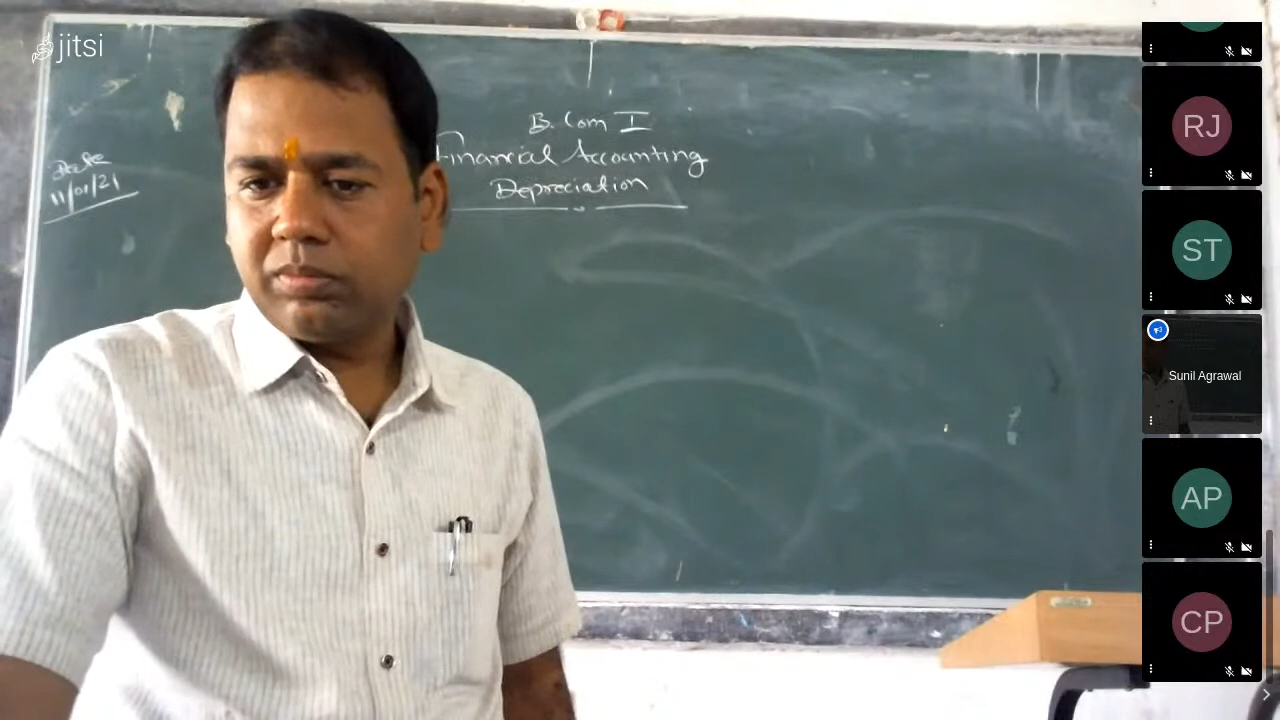 jitsi
B. Com I
Financial Accounting
Depreciation
Date
11/01/21
RJ
ST
Sunil Agrawal
AP
CP